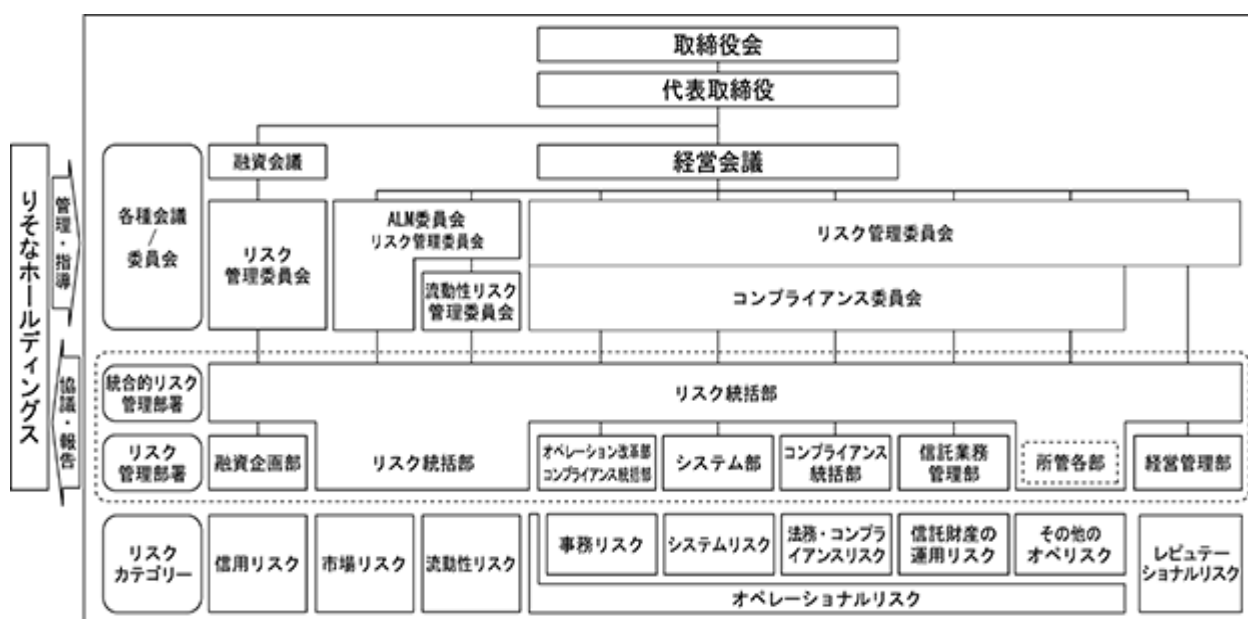 取締役会
代表取締役
融資会議
経営会議
りそなホールディングス
管理・指導
協議・報告
各種会議
/
委員会
リスク
管理委員会
ALM委員会
リスク管理委員会
流動性リスク
管理委員会
リスク管理委員会
コンプライアンス委員会
統合的リスク
管理部署
リスク統括部
リスク
管理部署
融資企画部
リスク統括部
オペレーション改革部
コンプライアンス統括部
システム部
コンプライアンス
統括部
信託業務
管理部
所管各部
経営管理部
リスク
カテゴリー
信用リスク
市場リスク
流動性リスク
事務リスク
システムリスク
法務・コンプラ
イアンスリスク
信託財産の
運用リスク
その他の
オペリスク
オペレーショナルリスク
レピュテー
ショナルリスク